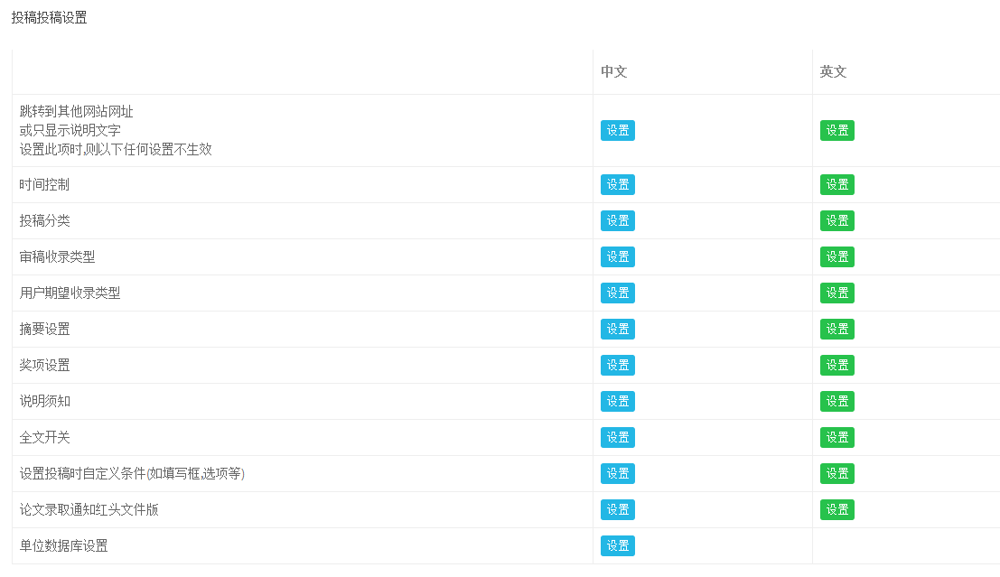 投稿投稿设置
中文 英文
跳转到其他网站网址
或只显示说明文字
设置此项时,则以下任何设置不生效
设置 设置
时间控制 设置 设置
投稿分类 设置 设置
审稿收录类型 设置 设置
用户期望收录类型 设置 设置
摘要设置 设置 设置
奖项设置 设置 设置
说明须知 设置 设置
全文开关 设置 设置
设置投稿时自定义条件(如填写框,选项等) 设置 设置
论文录取通知红头文件版 设置 设置
单位数据库设置 设置